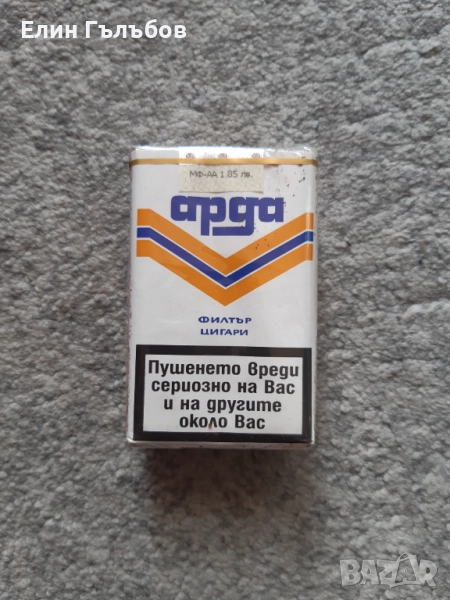 Елин Гълъбов
МФ-АА 1.85 лв.
арда
ФИЛТЪР
ЦИГАРИ
Пушенето вреди
сериозно на Вас
и на другите
около Вас
BAZAR